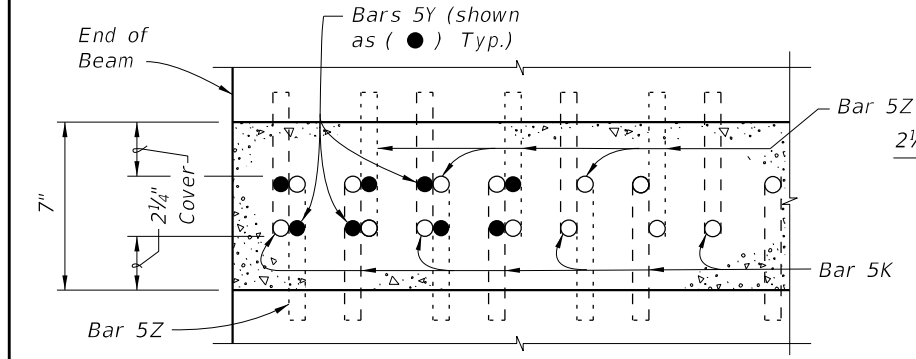 Bars 5Y (shown
as ( ● ) Typ.)
End of
Beam
Bar 5Z
2½
7"
2¼"
Cover
Bar 5K
Bar 5Z